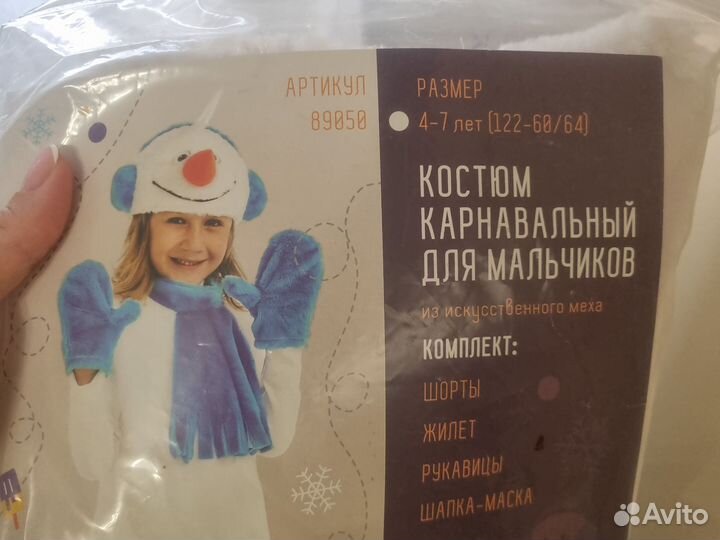 АРТИКУЛ
89050
РАЗМЕР
4-7 лет (122-60/64)
КОСТЮМ
КАРНАВАЛЬНЫЙ
ДЛЯ МАЛЬЧИКОВ
из искусственного меха
КОМПЛЕКТ:
ШОРТЫ
ЖИЛЕТ
РУКАВИЦЫ
ШАПКА-МАСКА
Avito